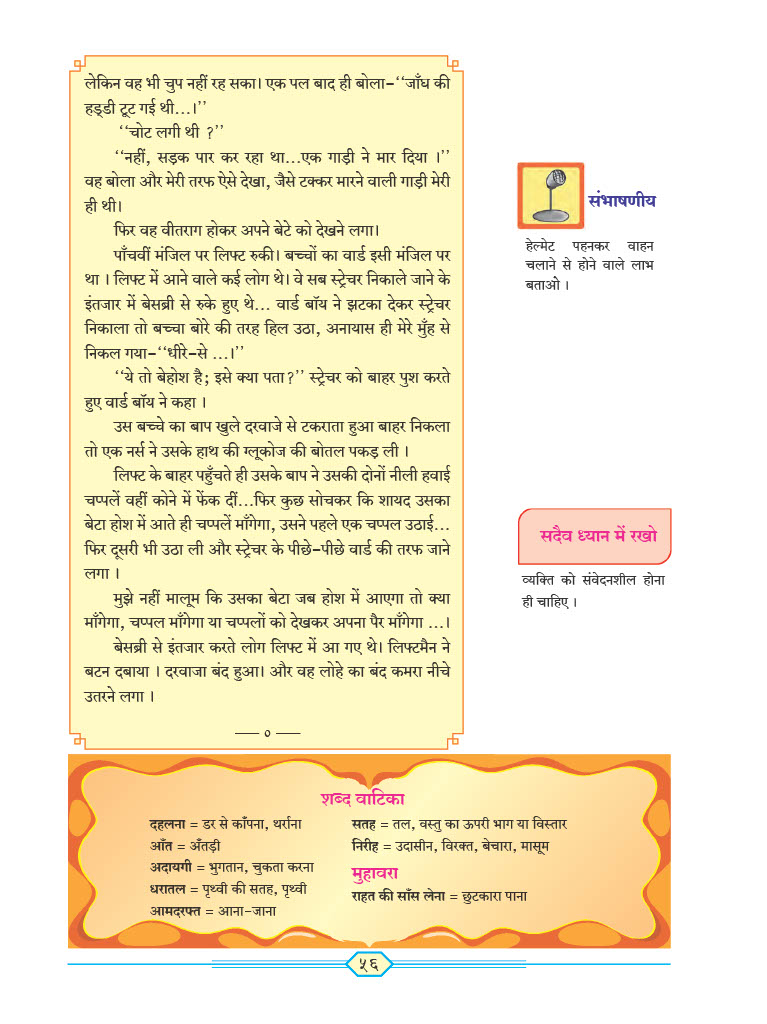 लेकिन वह भी चुप नहीं रह सका। एक पल बाद ही बोला-‘‘जाँघ की
हड्डी टूट गई थी...।’’
‘‘चोट लगी थी ?’’
‘‘नहीं, सड़क पार कर रहा था...एक गाड़ी ने मार दिया ।’’
वह बोला और मेरी तरफ ऐसे देखा, जैसे टक्कर मारने वाली गाड़ी मेरी
ही थी।
फिर वह वीतराग होकर अपने बेटे को देखने लगा।
पाँचवीं मंजिल पर लिफ्ट रुकी। बच्चों का वार्ड इसी मंजिल पर
था । लिफ्ट में आने वाले कई लोग थे। वे सब स्ट्रेचर निकाले जाने के
इंतजार में बेसब्री से रुके हुए थे... वार्ड बॉय ने झटका देकर स्ट्रेचर
निकाला तो बच्चा बोरे की तरह हिल उठा, अनायास ही मेरे मुँह से
निकल गया-‘‘धीरे-से ...।’’
‘‘ये तो बेहोश है; इसे क्या पता?’’ स्ट्रेचर को बाहर पुश करते
हुए वार्ड बॉय ने कहा ।
उस बच्चे का बाप खुले दरवाजे से टकराता हुआ बाहर निकला
तो एक नर्स ने उसके हाथ की ग्लूकोज की बोतल पकड़ ली ।
लिफ्ट के बाहर पहुँचते ही उसके बाप ने उसकी दोनों नीली हवाई
चप्पलें वहीं कोने में फेंक दीं...फिर कुछ सोचकर कि शायद उसका
बेटा होश में आते ही चप्पलें माँगेगा, उसने पहले एक चप्पल उठाई...
फिर दूसरी भी उठा ली और स्ट्रेचर के पीछे-पीछे वार्ड की तरफ जाने
लगा ।
मुझे नहीं मालूम कि उसका बेटा जब होश में आएगा तो क्या
माँगेगा, चप्पल माँगेगा या चप्पलों को देखकर अपना पैर माँगेगा ...।
बेसब्री से इंतजार करते लोग लिफ्ट में आ गए थे। लिफ्टमैन ने
बटन दबाया । दरवाजा बंद हुआ। और वह लोहे का बंद कमरा नीचे
उतरने लगा ।
— ० —
संभाषणीय
हेल्मेट पहनकर वाहन
चलाने से होने वाले लाभ
बताओ ।
सदैव ध्यान में रखो
व्यक्ति को संवेदनशील होना
ही चाहिए ।
शब्द वाटिका
दहलना = डर से काँपना, थर्राना
आँत = अँतड़ी
अदायगी = भुगतान, चुकता करना
धरातल = पृथ्वी की सतह, पृथ्वी
आमदरफ्त = आना-जाना
सतह = तल, वस्तु का ऊपरी भाग या विस्तार
निरीह = उदासीन, विरक्त, बेचारा, मासूम
मुहावरा
राहत की साँस लेना = छुटकारा पाना
५६